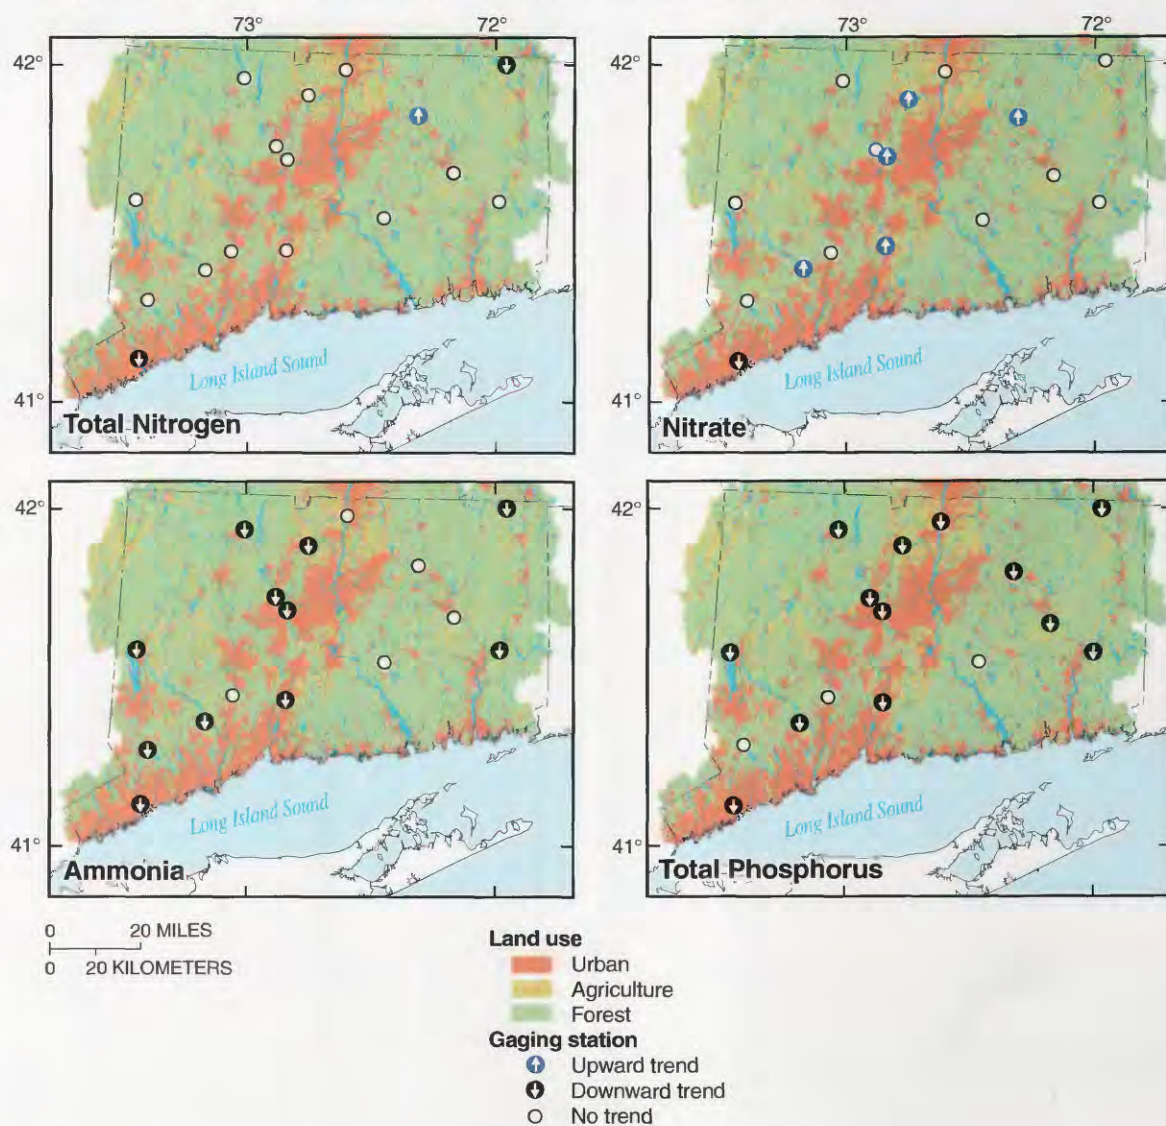 73° 72°
42°
41°
Long Island Sound
Total Nitrogen
73° 72°
42°
41°
Long Island Sound
Nitrate
42°
41°
Long Island Sound
Ammonia
42°
41°
Long Island Sound
Total Phosphorus
0 20 MILES
0 20 KILOMETERS
Land use
Urban
Agriculture
Forest
Gaging station
Upward trend
Downward trend
No trend